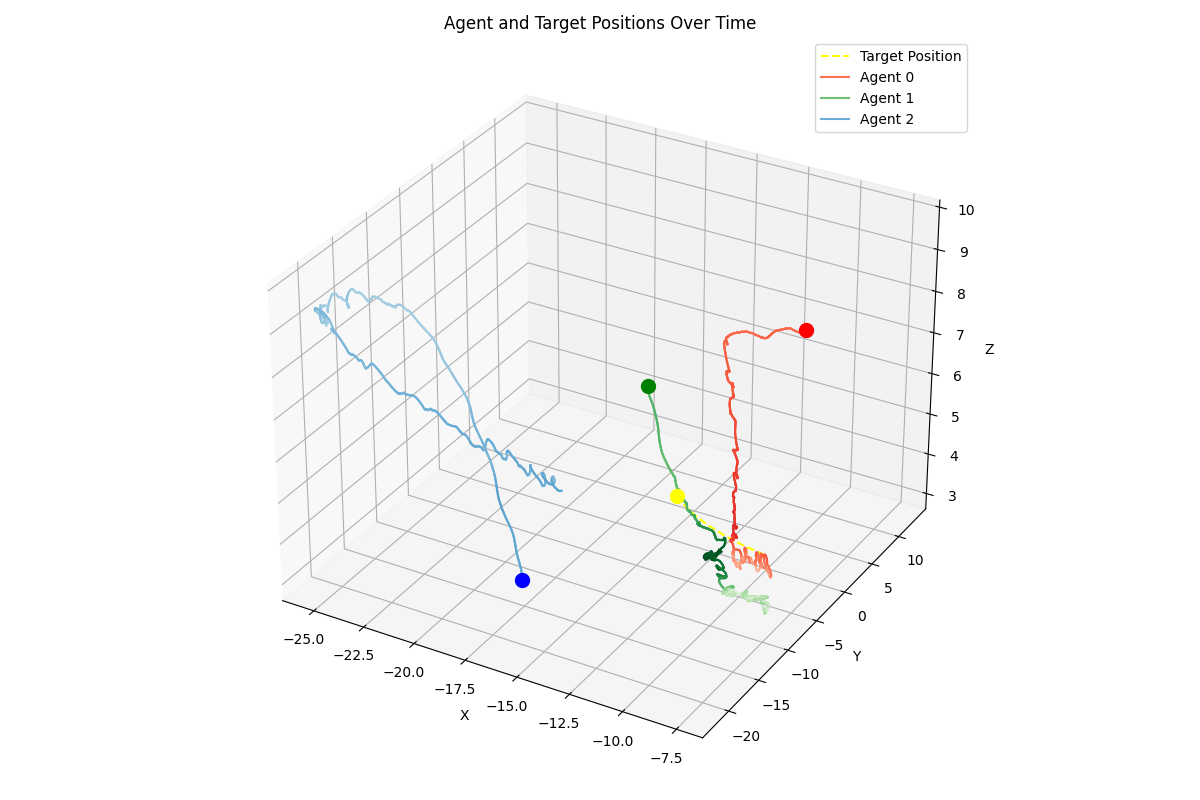 Agent and Target Positions Over Time
Target Position
Agent 0
Agent 1
Agent 2
10
9
8
7
6
5
4
3
Z
10
5
0
−5
−10
−15
−20
Y
−25.0
−22.5
−20.0
−17.5
−15.0
−12.5
−10.0
−7.5
X